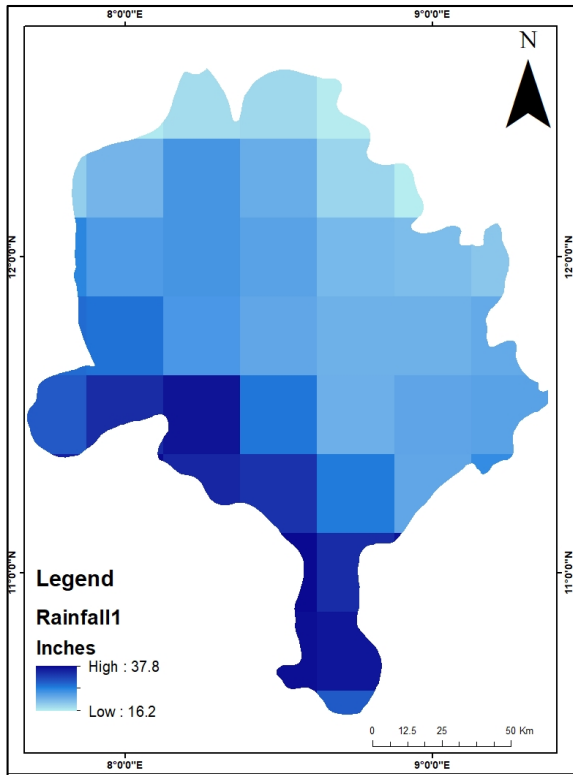 8°0'0"E 9°0'0"E
N
12°0'0"N 12°0'0"N
11°0'0"N 11°0'0"N
Legend
Rainfall1
Inches
High : 37.8
Low : 16.2
0 12.5 25 50 Km
8°0'0"E 9°0'0"E